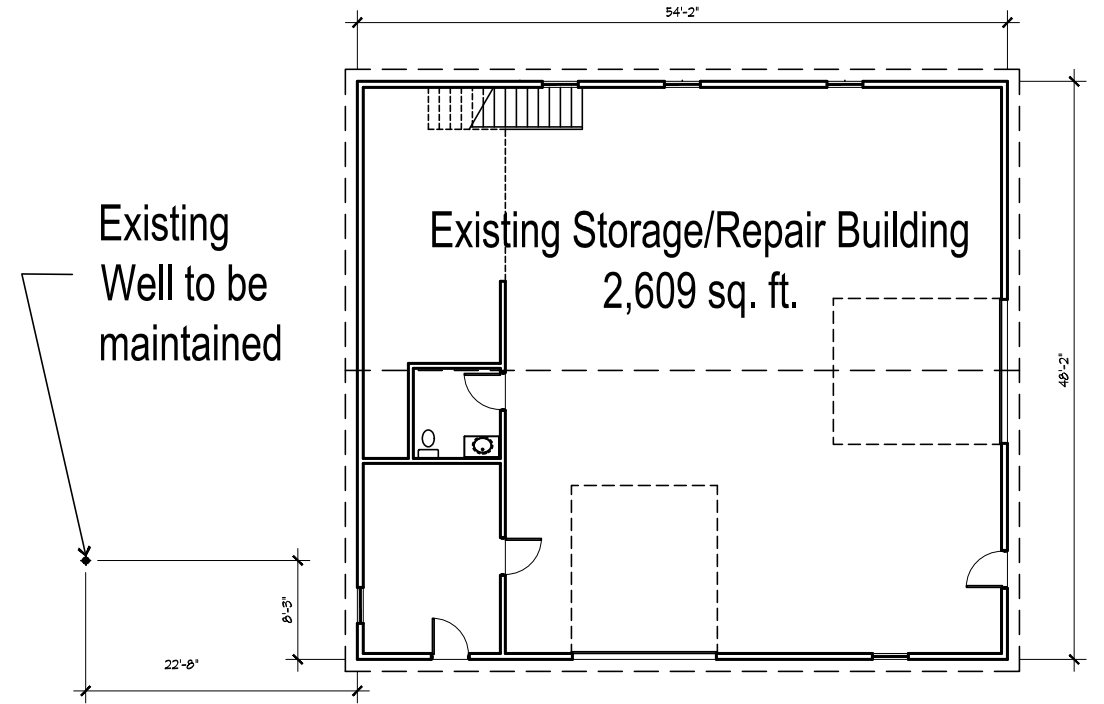 54'-2"
Existing
Well to be
maintained
Existing Storage/Repair Building
2,609 sq. ft.
48'-2"
8'-3"
22'-8"